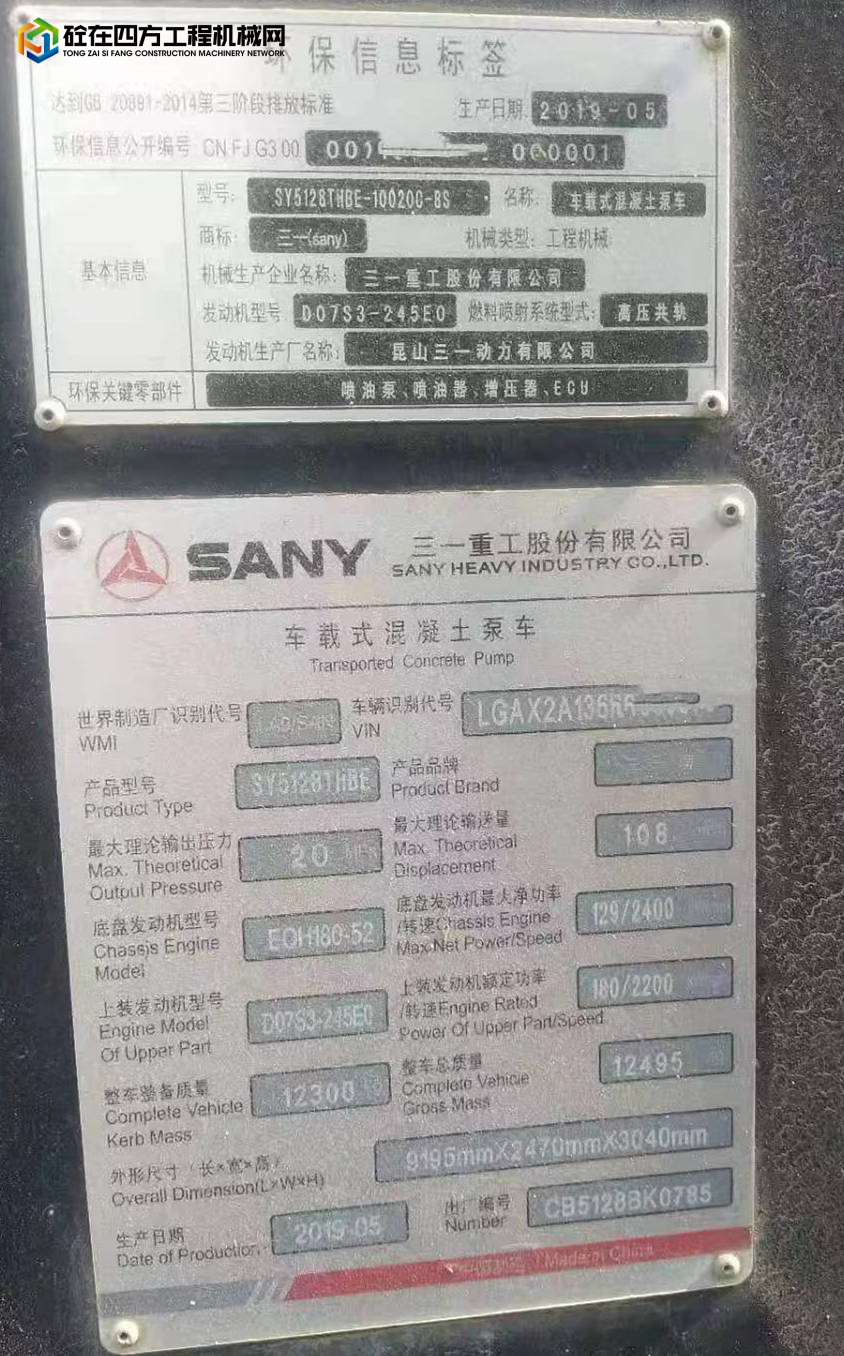 砼在四方工程机械网
TONG ZAI SI FANG CONSTRUCTION MACHINERY NETWORK
环保信息标签
达到GB 20891-2014第三阶段排放标准 生产日期: 2019-05
环保信息公开编号 CN FJ G3 00 001 000001
基本信息
型号: SY5128THBE-10020C-8S 名称: 车载式混凝土泵车
商标: 三一(sany) 机械类型: 工程机械
机械生产企业名称: 三一重工股份有限公司
发动机型号 D07S3-245E0 燃料喷射系统型式: 高压共轨
发动机生产厂名称: 昆山三一动力有限公司
环保关键零部件 喷油泵、喷油器、增压器、ECU
SANY 三一重工股份有限公司
SANY HEAVY INDUSTRY CO.,LTD.
车载式混凝土泵车
Transported Concrete Pump
世界制造厂识别代号
WMI
车辆识别代号 LGAX2A135
VIN
产品型号 SY5128THBE
Product Type
产品品牌
Product Brand
最大理论输出压力 20
Max. Theoretical
Output Pressure
最大理论输送量 108
Max. Theoretical
Displacement
底盘发动机型号 EQH180-52
Chassis Engine
Model
底盘发动机最大净功率 129/2400
/转速Chassis Engine
Max Net Power/Speed
上装发动机型号 D07S3-245E0
Engine Model
Of Upper Part
上装发动机额定功率 180/2200
/转速Engine Rated
Power Of Upper Part/Speed
整车整备质量 12300
Complete Vehicle
Kerb Mass
整车总质量 12495
Complete Vehicle
Gross Mass
外形尺寸(长×宽×高) 9195mmX2470mmX3040mm
Overall Dimension(L×W×H)
生产日期 2019-05
Date of Production
出厂编号 CB5128BK0785
Number
Made in China